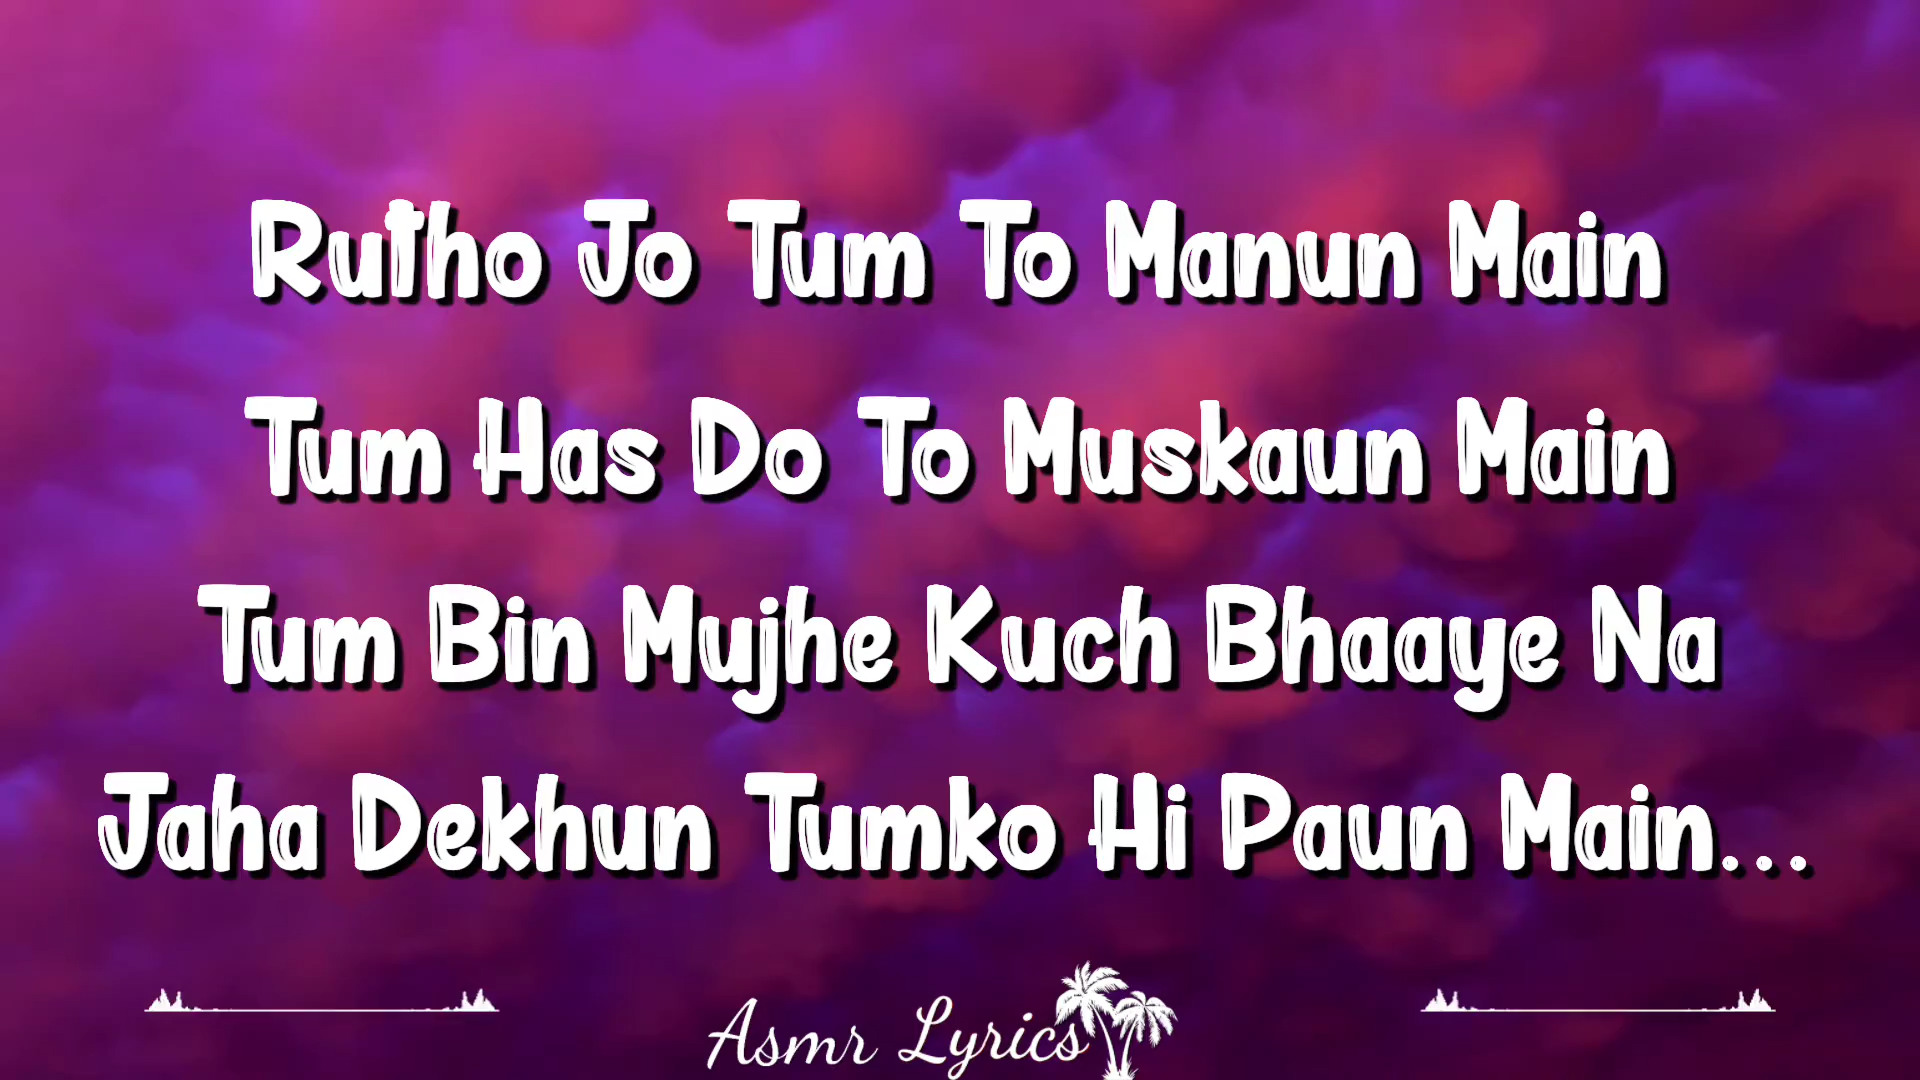 Rutho Jo Tum To Manun Main
Tum Has Do To Muskaun Main
Tum Bin Mujhe Kuch Bhaaye Na
Jaha Dekhun Tumko Hi Paun Main...
Asmr Lyrics